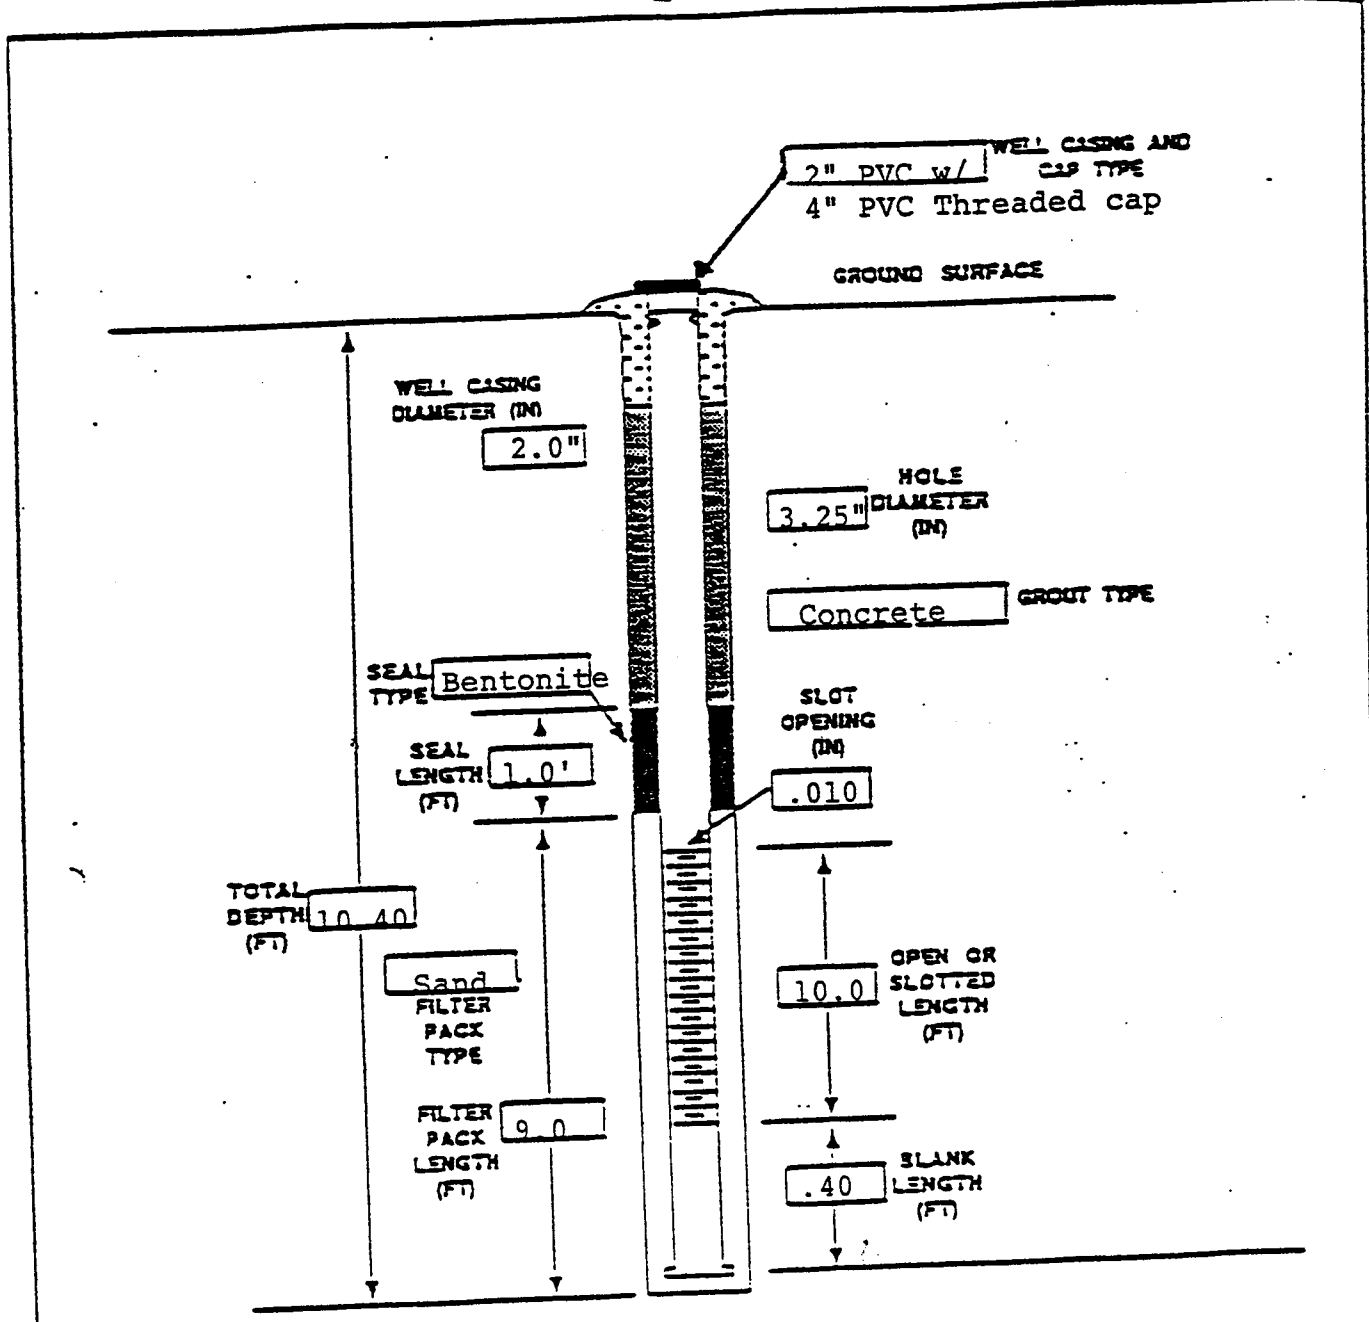 2" PVC w/
4" PVC Threaded cap
WELL CASING AND
CAP TYPE
GROUND SURFACE
WELL CASING
DIAMETER (IN)
2.0"
3.25"
HOLE
DIAMETER
(IN)
Concrete
GROUT TYPE
SEAL
TYPE
Bentonite
SLOT
OPENING
(IN)
.010
SEAL
LENGTH
(FT)
1.0'
TOTAL
DEPTH
(FT)
10.40
Sand
FILTER
PACK
TYPE
10.0
OPEN OR
SLOTTED
LENGTH
(FT)
FILTER
PACK
LENGTH
(FT)
9.0
.40
BLANK
LENGTH
(FT)